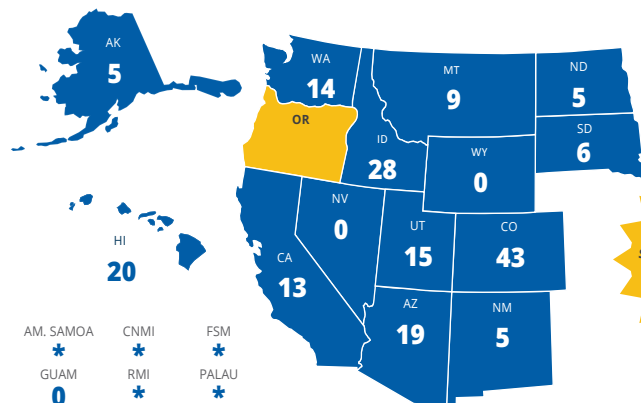 AK
5
WA
14
MT
9
ND
5
OR
ID
28
SD
6
WY
0
NV
0
HI
20
CA
13
UT
15
CO
43
AZ
19
NM
5
AM. SAMOA CNMI FSM
* * *
GUAM RMI PALAU
0 * *